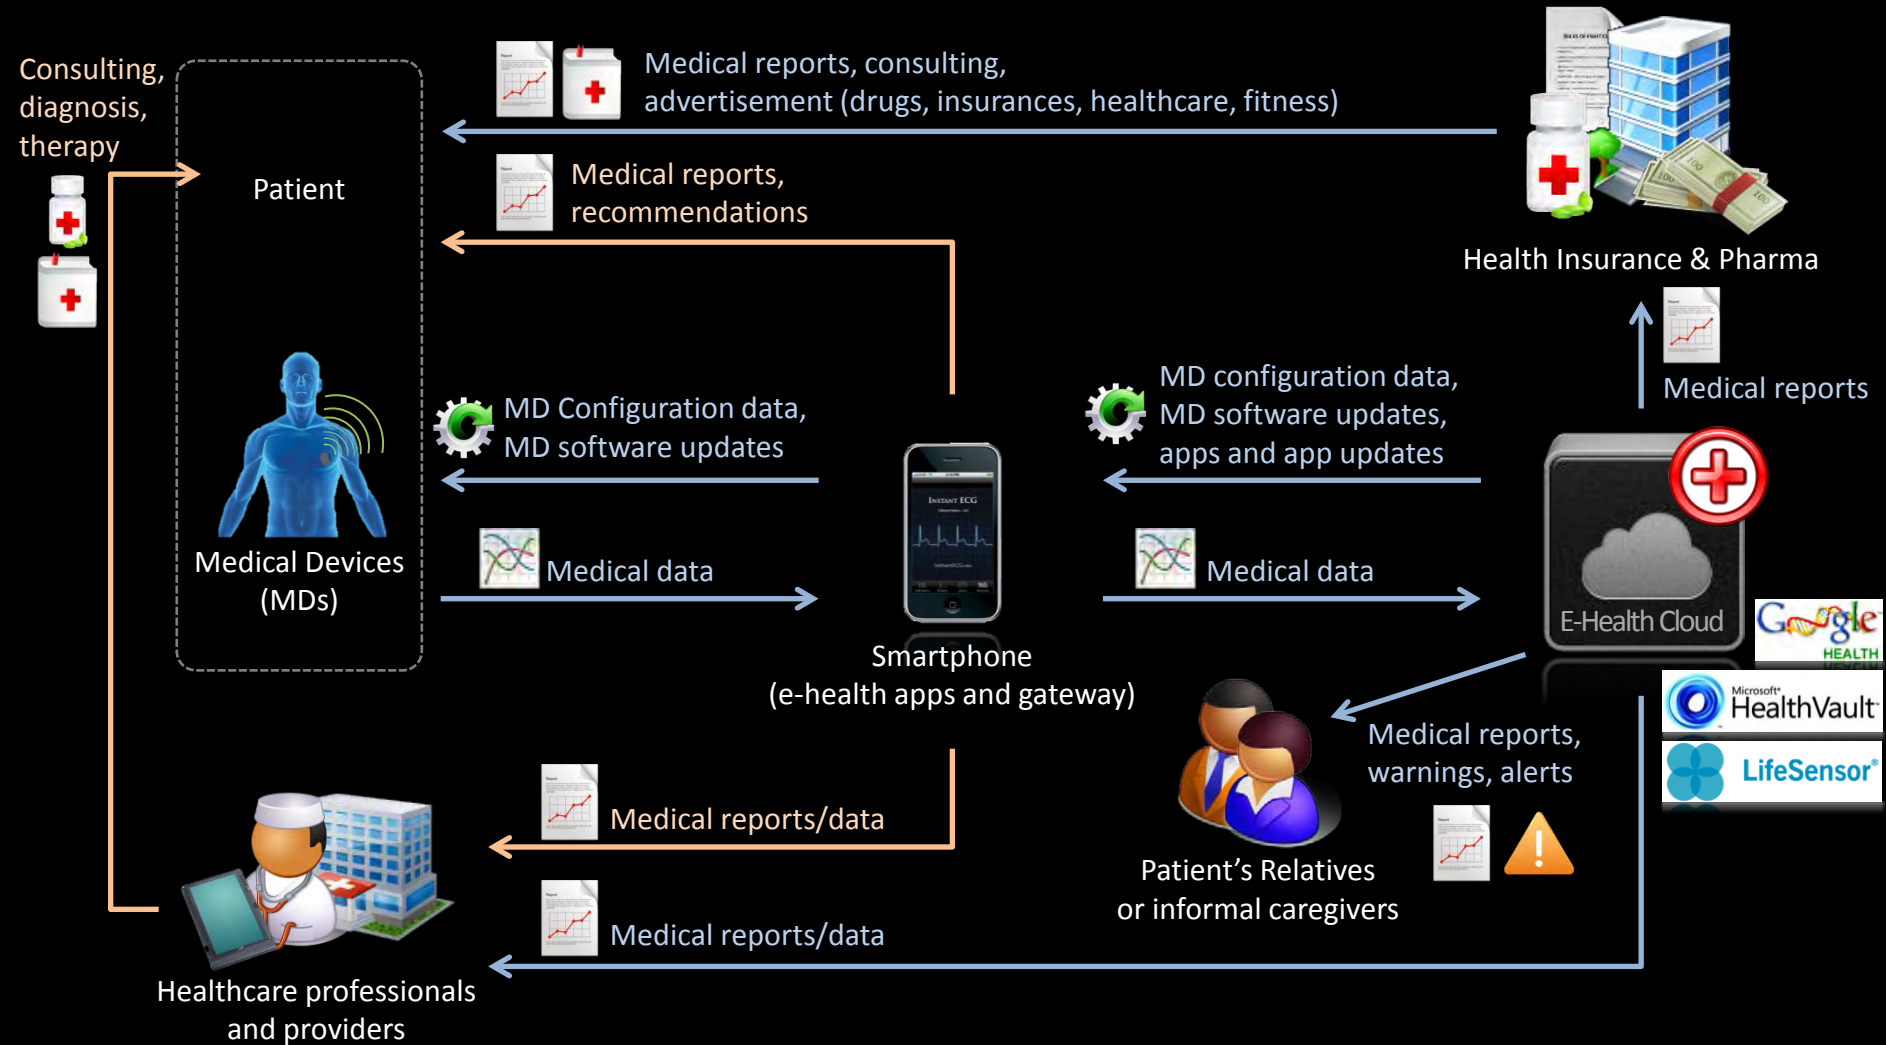 Consulting,
diagnosis,
therapy
Patient
Medical Devices
(MDs)
Medical reports, consulting,
advertisement (drugs, insurances, healthcare, fitness)
Medical reports,
recommendations
Health Insurance & Pharma
Medical reports
MD Configuration data,
MD software updates
MD configuration data,
MD software updates,
apps and app updates
Medical data
Medical data
INSTANT ECG
Smartphone
(e-health apps and gateway)
E-Health Cloud
Google
HEALTH
Microsoft®
HealthVault
LifeSensor®
Medical reports,
warnings, alerts
Patient’s Relatives
or informal caregivers
Medical reports/data
Medical reports/data
Healthcare professionals
and providers